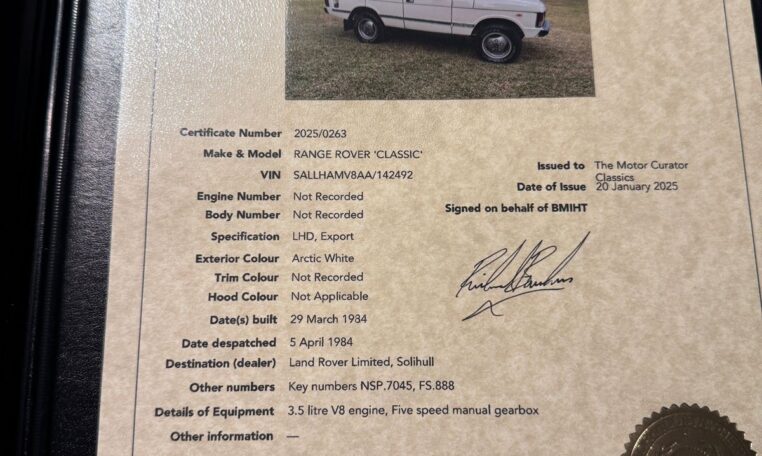 Certificate Number 2025/0263
Make & Model RANGE ROVER 'CLASSIC'
VIN SALLHAMV8AA/142492
Issued to The Motor Curator Classics
Date of Issue 20 January 2025
Engine Number Not Recorded
Body Number Not Recorded
Signed on behalf of BMIHT
Specification LHD, Export
Exterior Colour Arctic White
Trim Colour Not Recorded
Hood Colour Not Applicable
Date(s) built 29 March 1984
Date despatched 5 April 1984
Destination (dealer) Land Rover Limited, Solihull
Other numbers Key numbers NSP.7045, FS.888
Details of Equipment 3.5 litre V8 engine, Five speed manual gearbox
Other information —